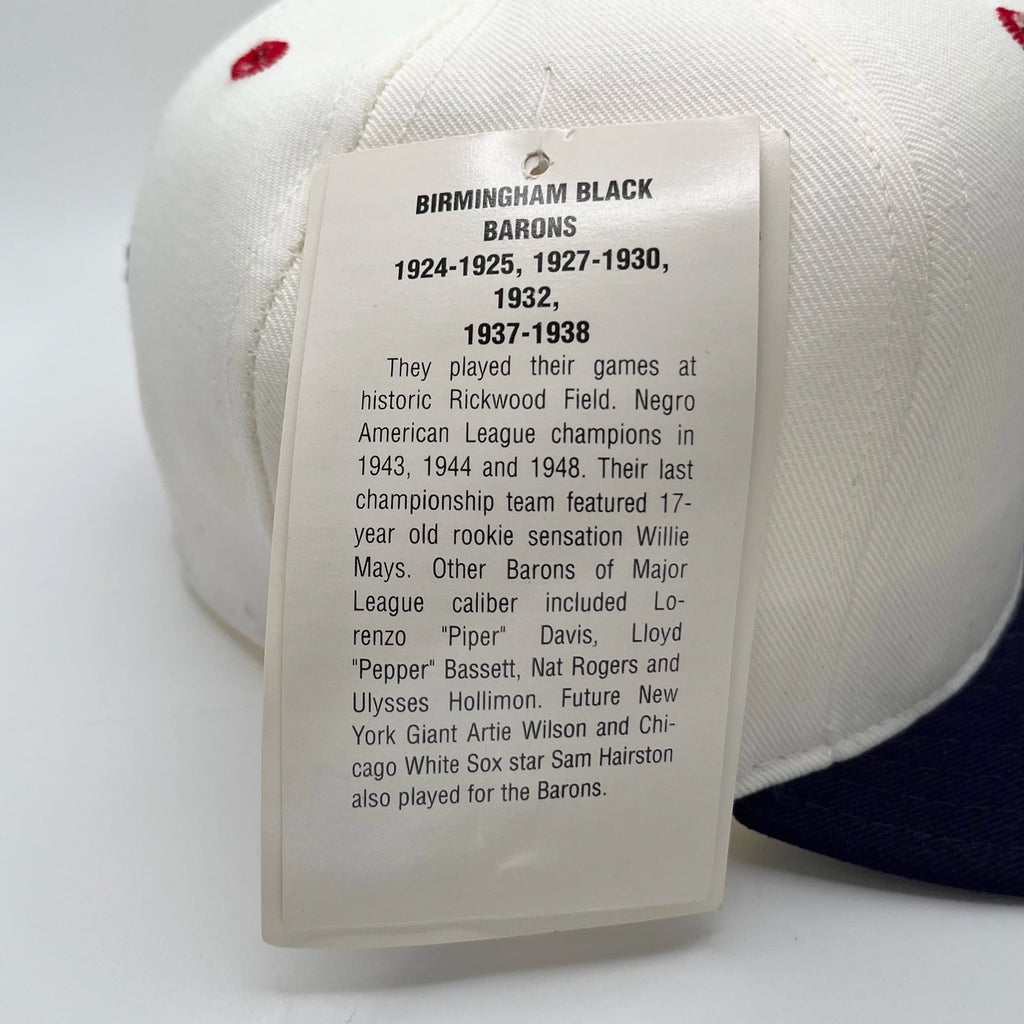 BIRMINGHAM BLACK
BARONS
1924-1925, 1927-1930,
1932,
1937-1938
They played their games at
historic Rickwood Field. Negro
American League champions in
1943, 1944 and 1948. Their last
championship team featured 17-
year old rookie sensation Willie
Mays. Other Barons of Major
League caliber included Lo-
renzo "Piper" Davis, Lloyd
"Pepper" Bassett, Nat Rogers and
Ulysses Hollimon. Future New
York Giant Artie Wilson and Chi-
cago White Sox star Sam Hairston
also played for the Barons.